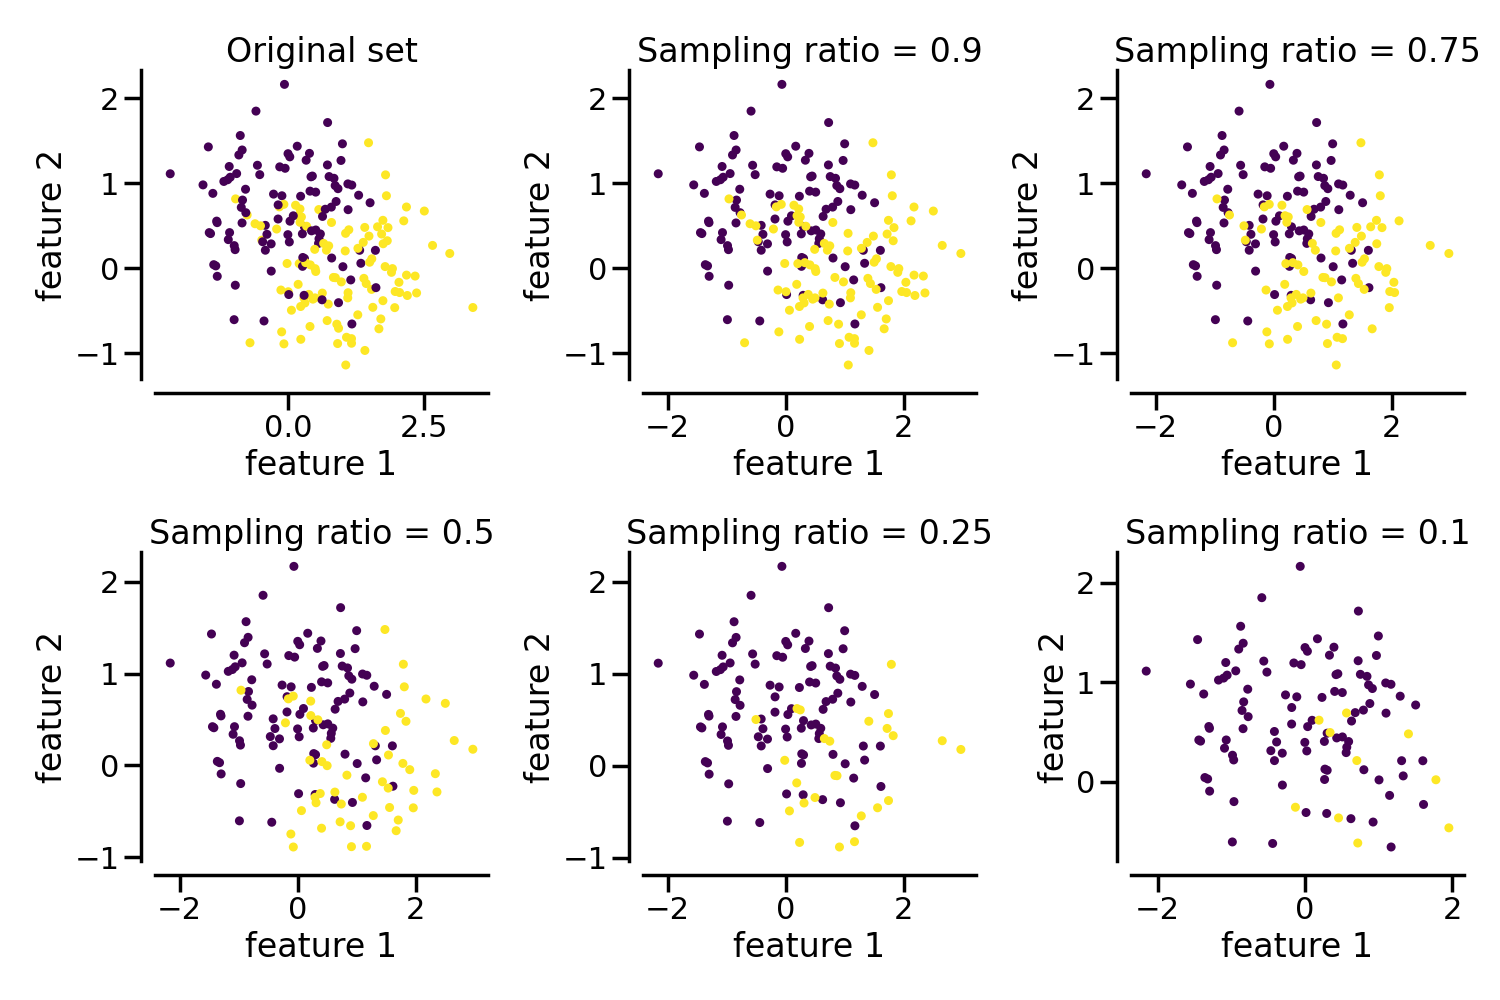 Original set
Sampling ratio = 0.9
Sampling ratio = 0.75
feature 2
2
1
0
−1
0.0
2.5
feature 1
feature 2
2
1
0
−1
−2
0
2
feature 1
feature 2
2
1
0
−1
−2
0
2
feature 1
Sampling ratio = 0.5
Sampling ratio = 0.25
Sampling ratio = 0.1
feature 2
2
1
0
−1
−2
0
2
feature 1
feature 2
2
1
0
−1
−2
0
2
feature 1
feature 2
2
1
0
−2
0
2
feature 1